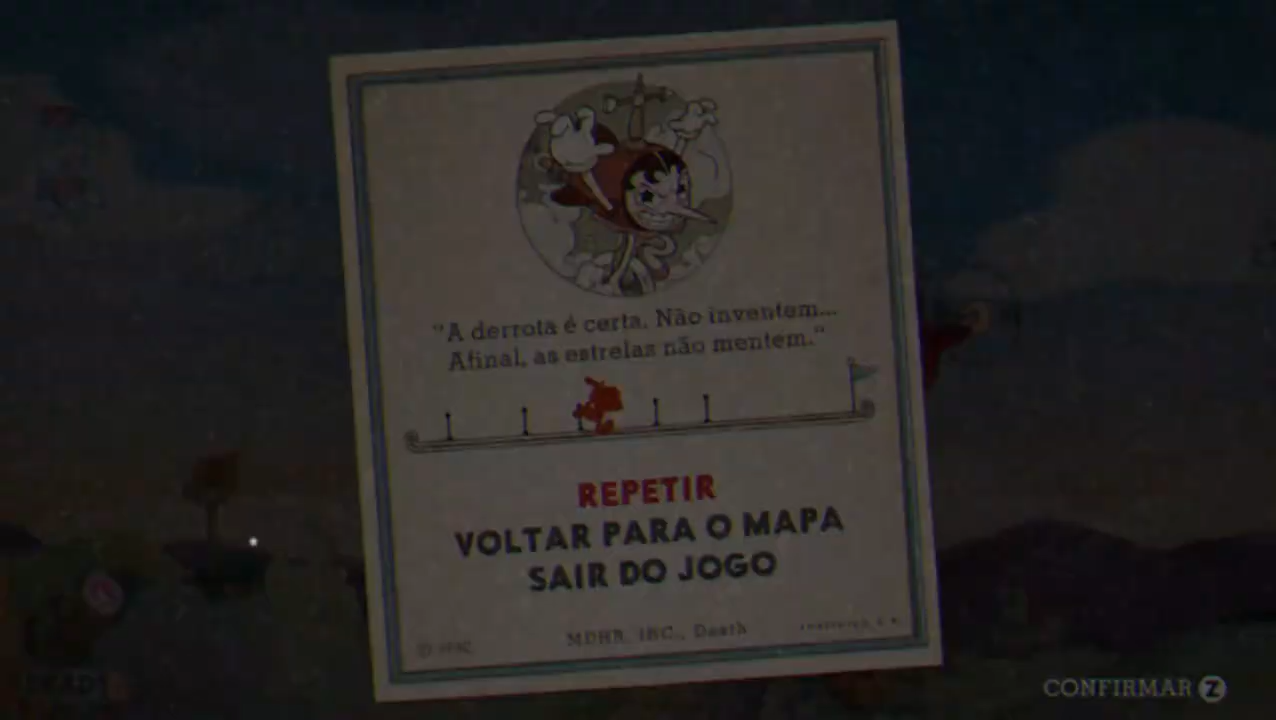 "A derrota é certa. Não inventem...
Afinal, as estrelas não mentem."
REPETIR
VOLTAR PARA O MAPA
SAIR DO JOGO
MDHR, INC., Death
CONFIRMAR Z